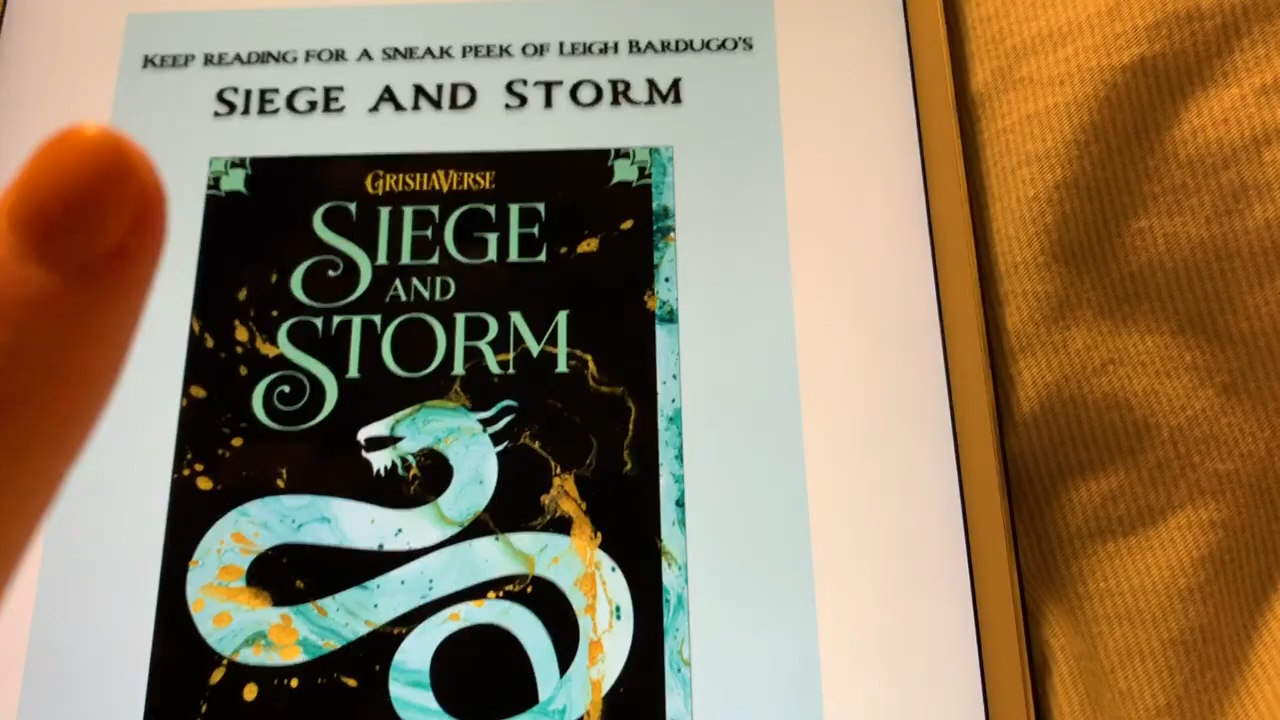 KEEP READING FOR A SNEAK PEEK OF LEIGH BARDUGO'S
SIEGE AND STORM
GRISHAVERSE
SIEGE
AND
STORM